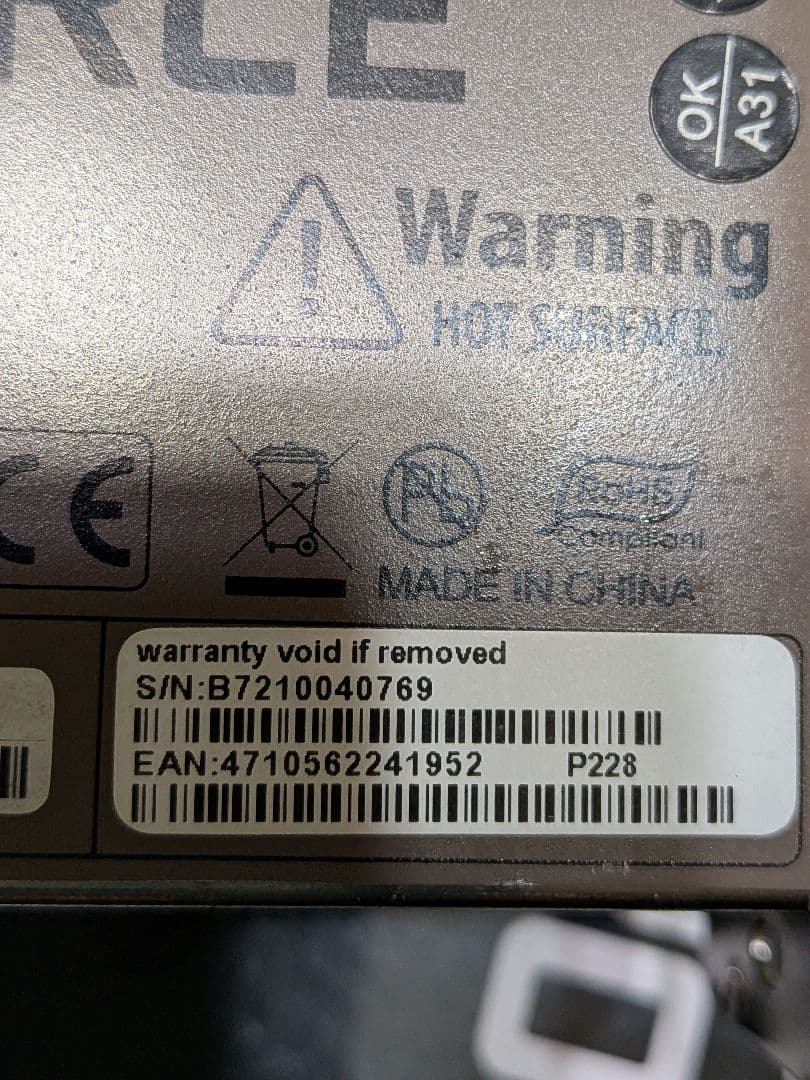 RCE
OK
A31
Warning
HOT SURFACE.
CE
Pb
RoHS
Compliant
MADE IN CHINA
warranty void if removed
S/N:B7210040769
EAN:4710562241952 P228